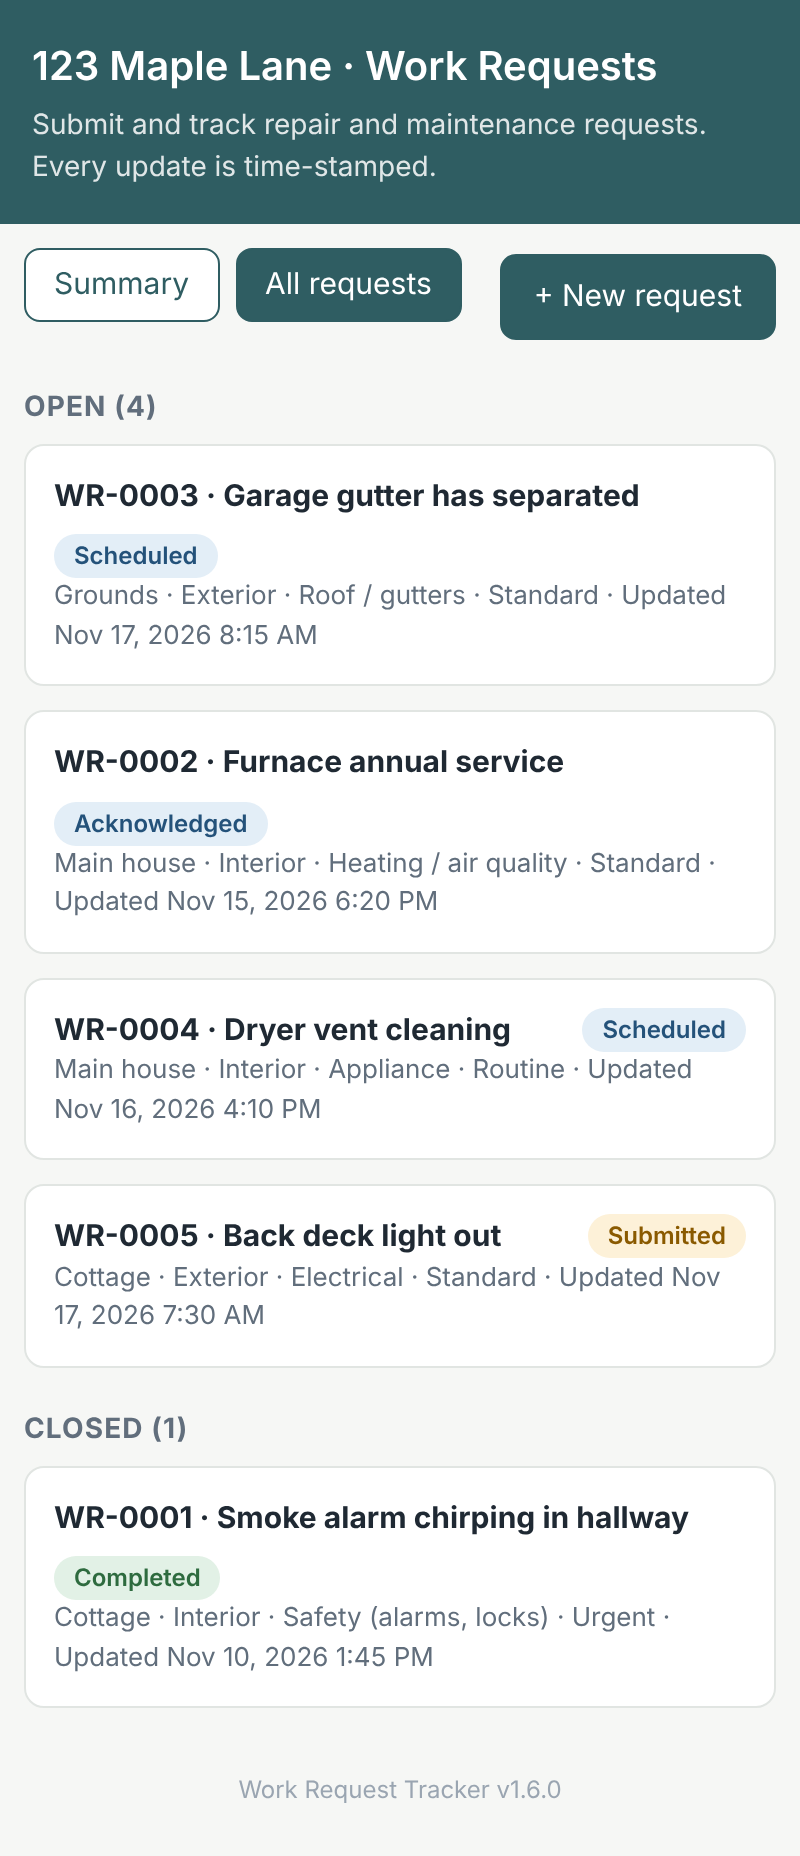 123 Maple Lane · Work Requests
Submit and track repair and maintenance requests.
Every update is time-stamped.
Summary
All requests
+ New request
OPEN (4)
WR-0003 · Garage gutter has separated
Scheduled
Grounds · Exterior · Roof / gutters · Standard · Updated
Nov 17, 2026 8:15 AM
WR-0002 · Furnace annual service
Acknowledged
Main house · Interior · Heating / air quality · Standard ·
Updated Nov 15, 2026 6:20 PM
WR-0004 · Dryer vent cleaning
Scheduled
Main house · Interior · Appliance · Routine · Updated
Nov 16, 2026 4:10 PM
WR-0005 · Back deck light out
Submitted
Cottage · Exterior · Electrical · Standard · Updated Nov
17, 2026 7:30 AM
CLOSED (1)
WR-0001 · Smoke alarm chirping in hallway
Completed
Cottage · Interior · Safety (alarms, locks) · Urgent ·
Updated Nov 10, 2026 1:45 PM
Work Request Tracker v1.6.0